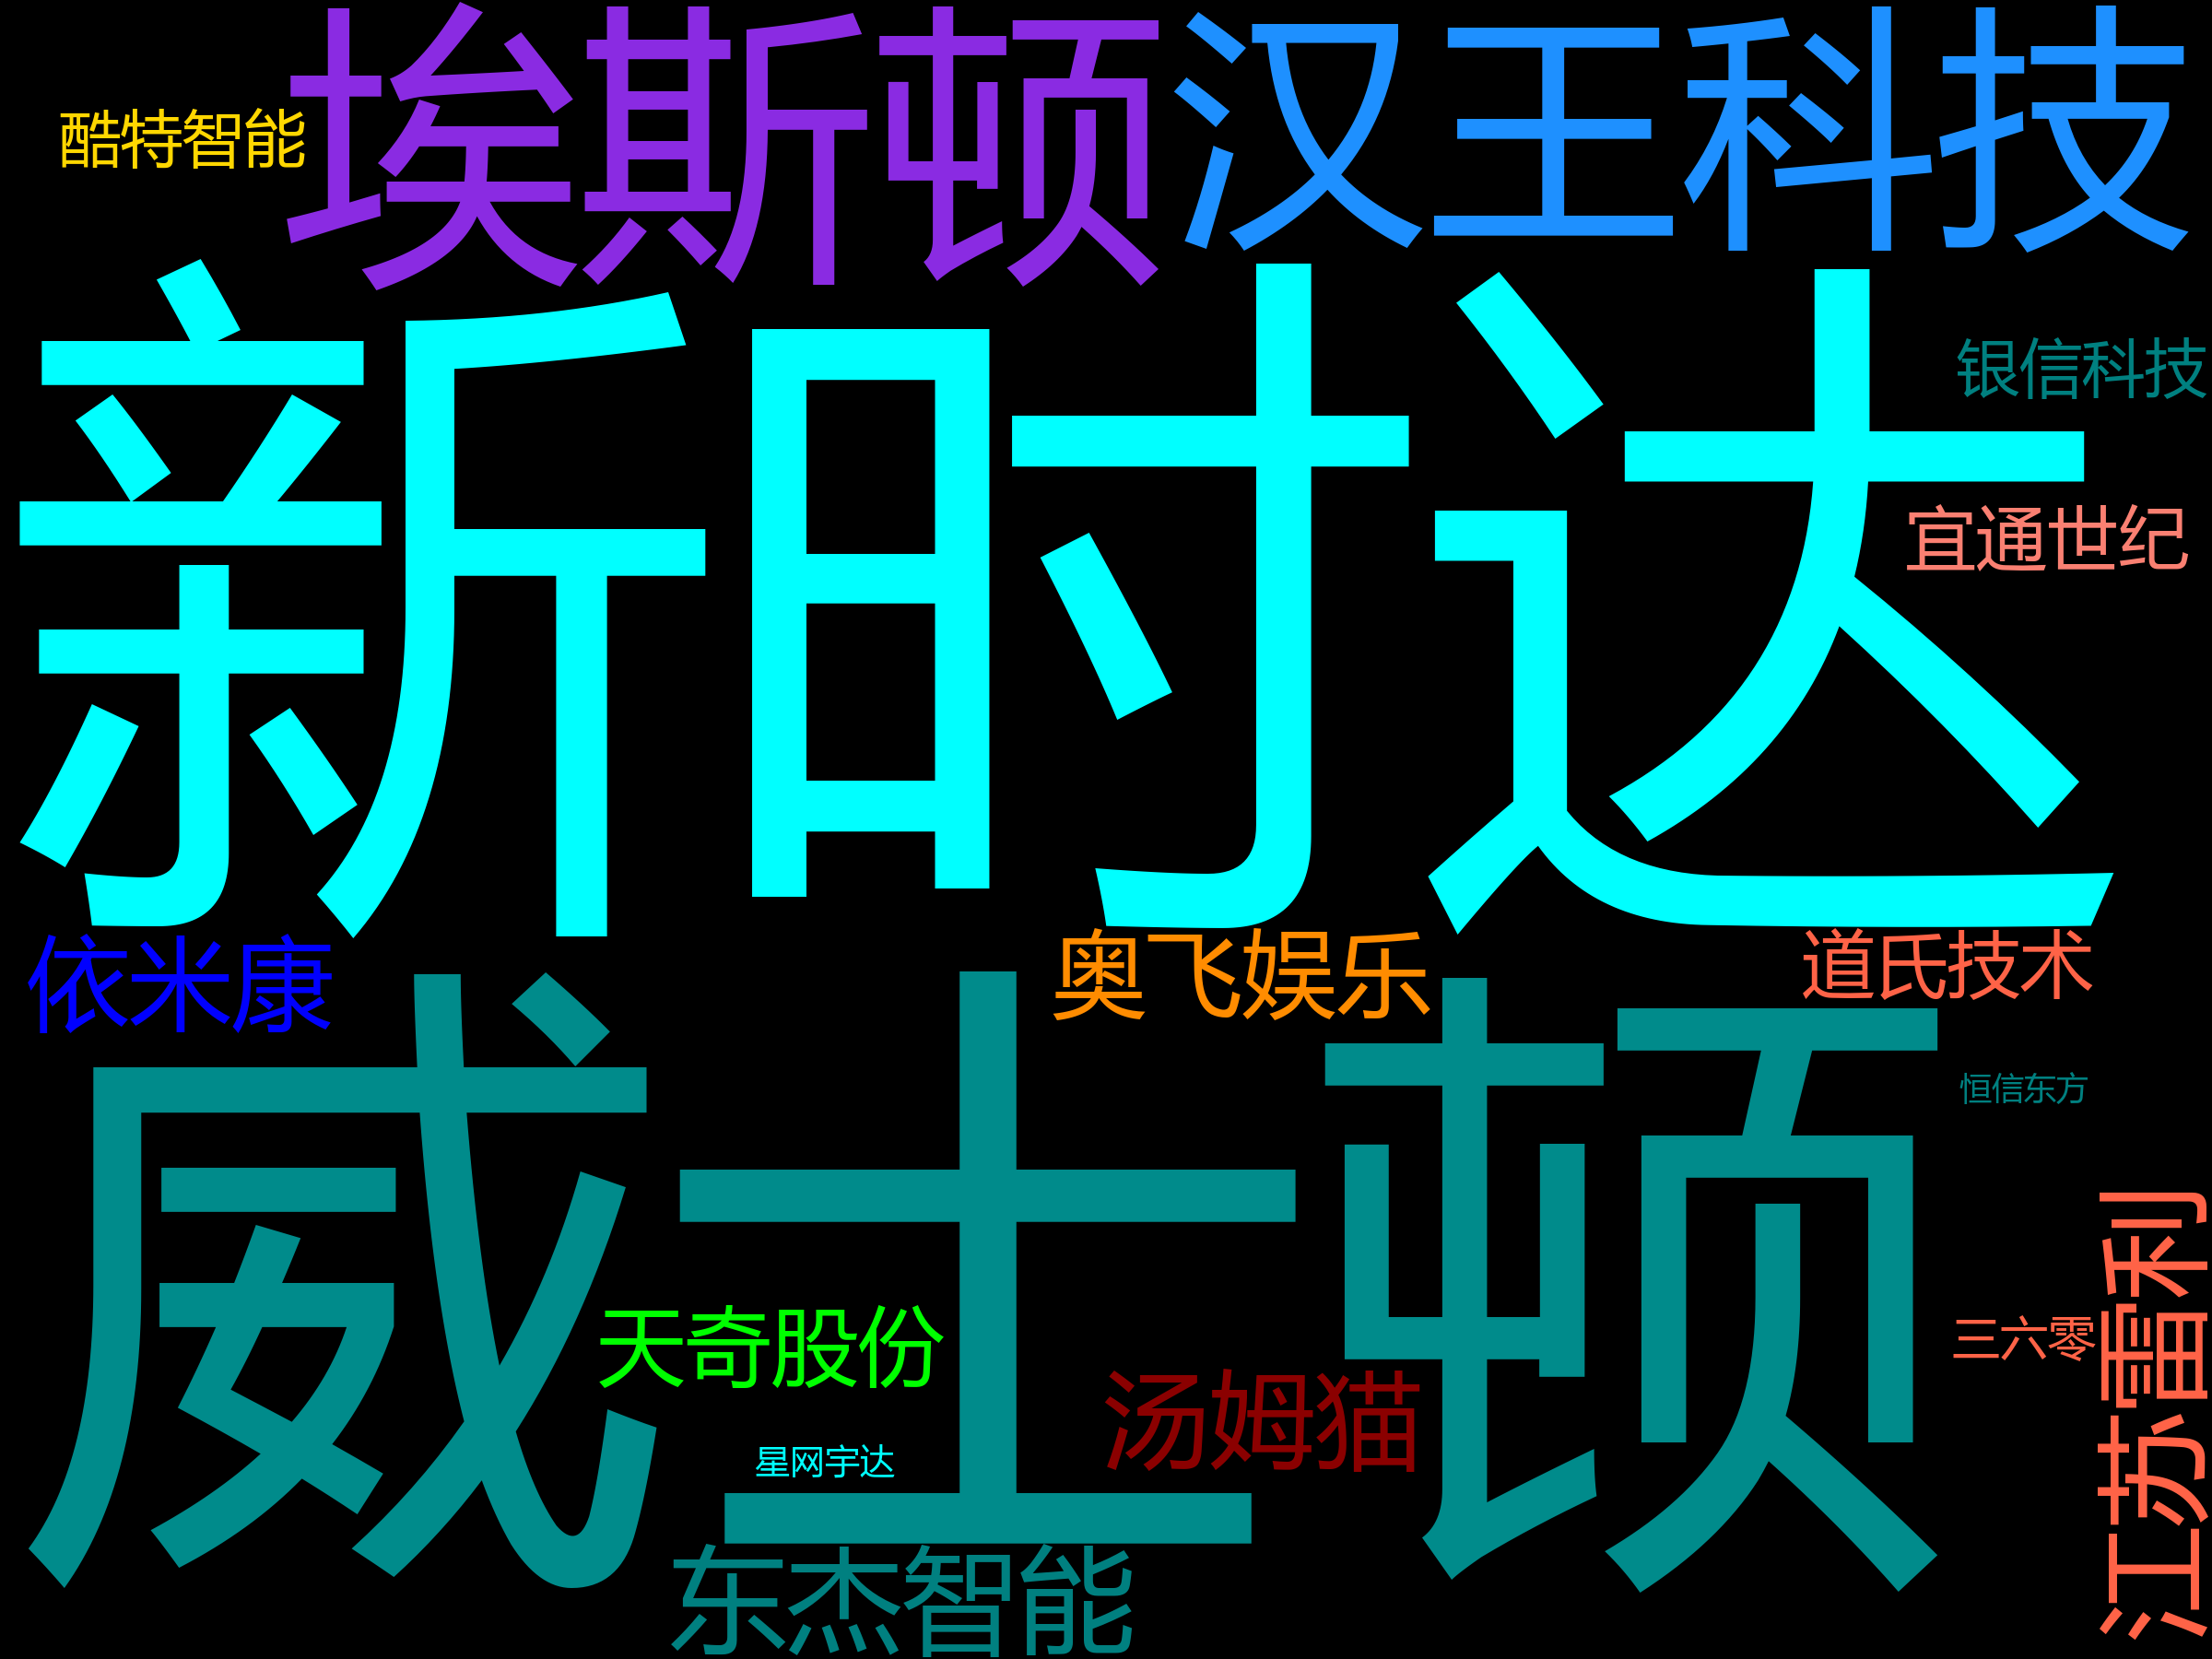 埃斯顿
汉王科技
酷特智能
新时达
银信科技
宜通世纪
依米康
奥飞娱乐
道氏技术
威士顿
恒信东方
江苏雷利
天奇股份
三六零
汤姆猫
星网宇达
东杰智能